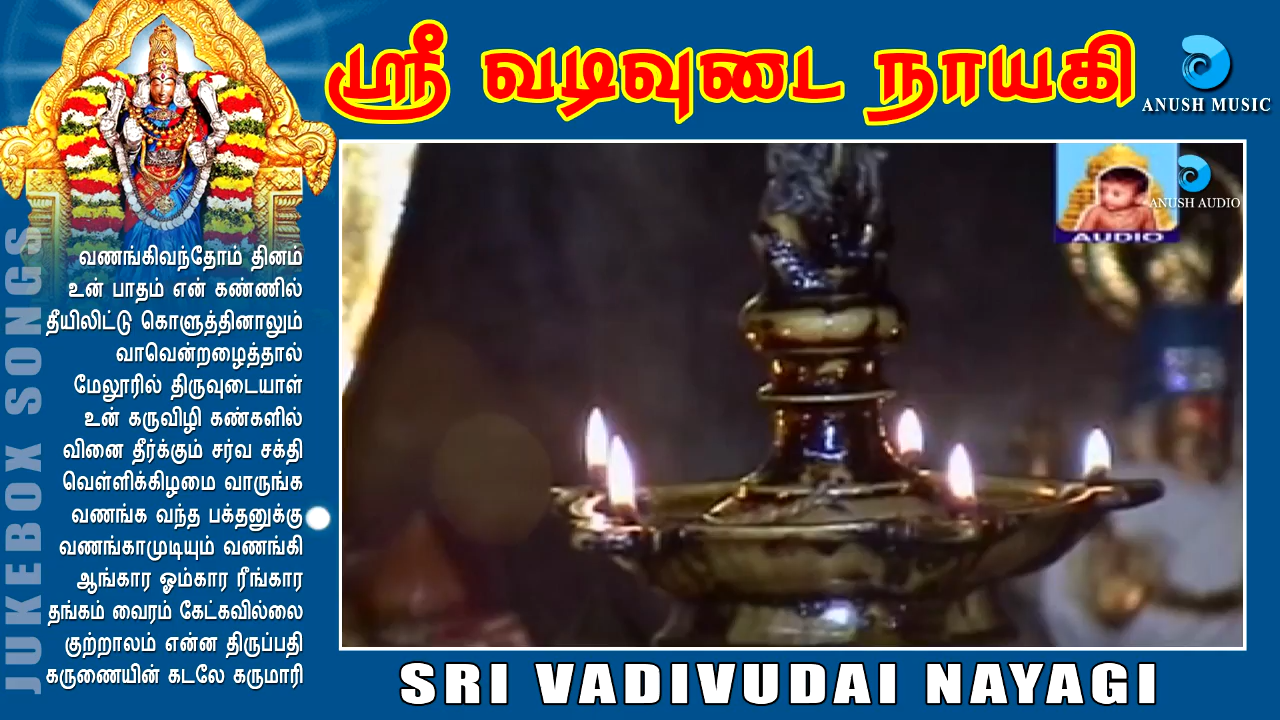 ஸ்ரீ வடிவுடை நாயகி
ANUSH MUSIC
ANUSH AUDIO
AUDIO
JUKEBOX SONGS
வணங்கிவந்தோம் தினம்
உன் பாதம் என் கண்ணில்
தீயிலிட்டு கொளுத்தினாலும்
வாவென்றழைத்தால்
மேலூரில் திருவுடையாள்
உன் கருவிழி கண்களில்
வினை தீர்க்கும் சர்வ சக்தி
வெள்ளிக்கிழமை வாருங்க
வணங்க வந்த பக்தனுக்கு
வணங்காமுடியும் வணங்கி
ஆங்கார ஓம்கார ரீங்கார
தங்கம் வைரம் கேட்கவில்லை
குற்றாலம் என்ன திருப்பதி
கருணையின் கடலே கருமாரி
SRI VADIVUDAI NAYAGI